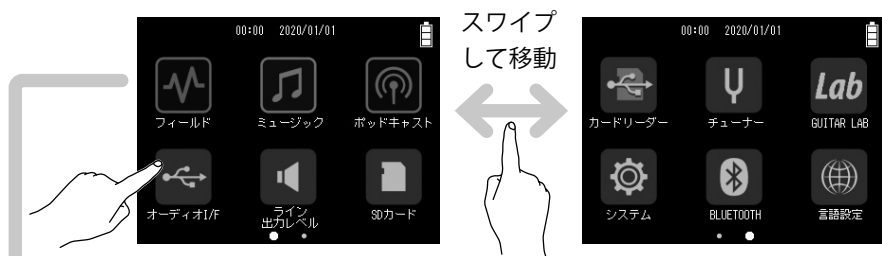 00:00 2020/01/01
フィールド
ミュージック
ポッドキャスト
オーディオI/F
ライン
出力レベル
SDカード
スワイプ
して移動
00:00 2020/01/01
カードリーダー
チューナー
Lab
GUITAR LAB
システム
BLUETOOTH
言語設定